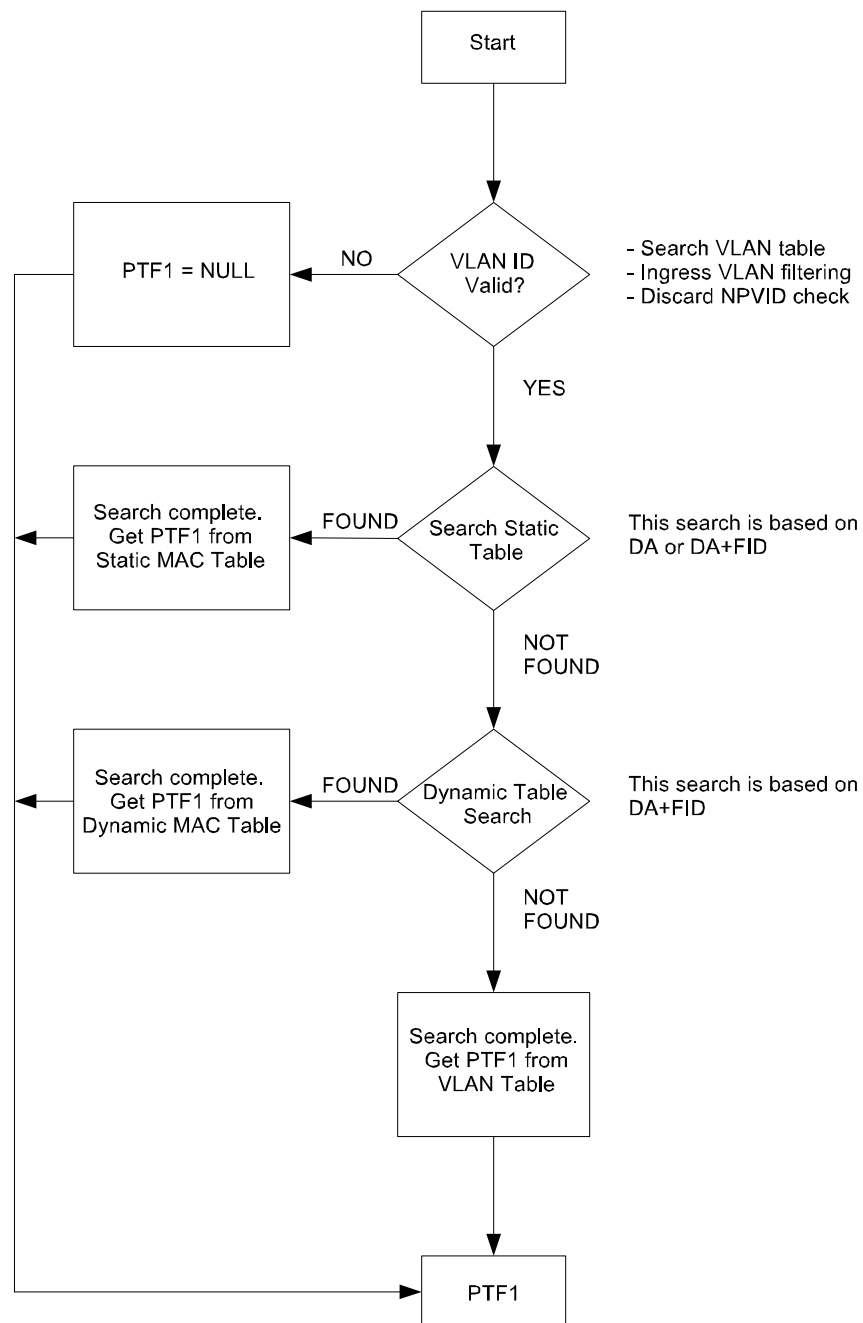 Start
PTF1 = NULL
NO
VLAN ID
Valid?
- Search VLAN table
- Ingress VLAN filtering
- Discard NPVID check
YES
Search complete.
Get PTF1 from
Static MAC Table
FOUND
Search Static
Table
This search is based on
DA or DA+FID
NOT
FOUND
Search complete.
Get PTF1 from
Dynamic MAC Table
FOUND
Dynamic Table
Search
This search is based on
DA+FID
NOT
FOUND
Search complete.
Get PTF1 from
VLAN Table
PTF1